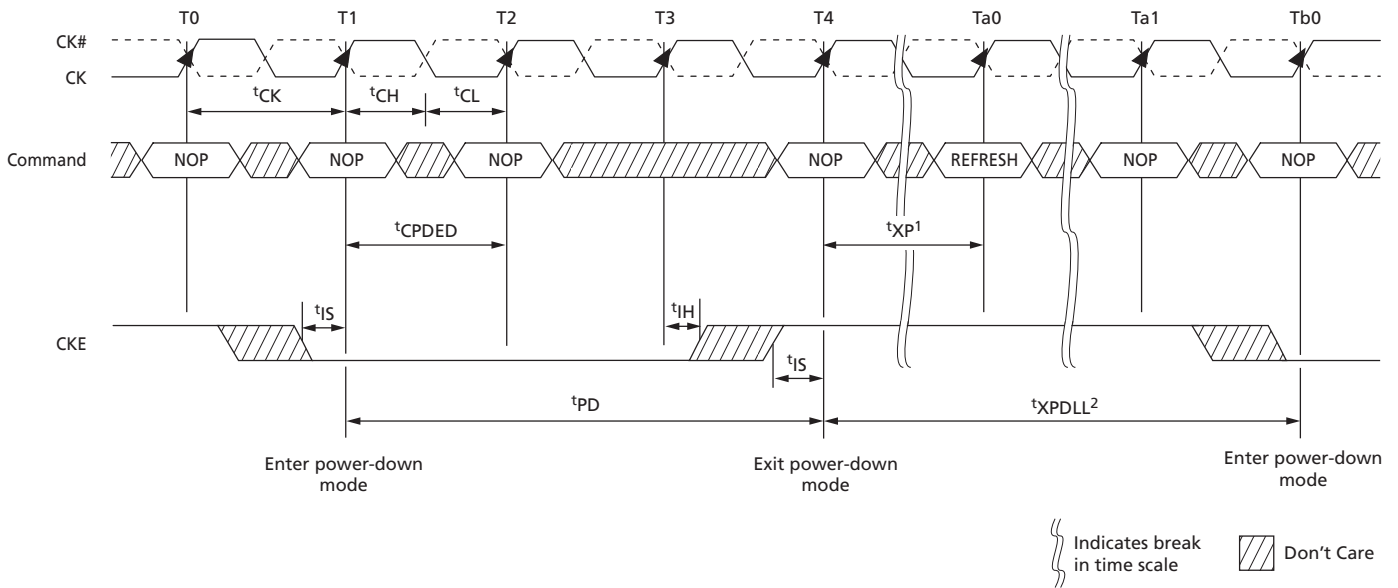 T0 T1 T2 T3 T4 Ta0 Ta1 Tb0
CK#
CK
tCK tCH tCL
Command NOP NOP NOP NOP REFRESH NOP NOP
tCPDED tXP1
tIS tIH
CKE
tIS
tPD tXPDLL2
Enter power-down mode
Exit power-down mode
Enter power-down mode
Indicates break in time scale
Don't Care